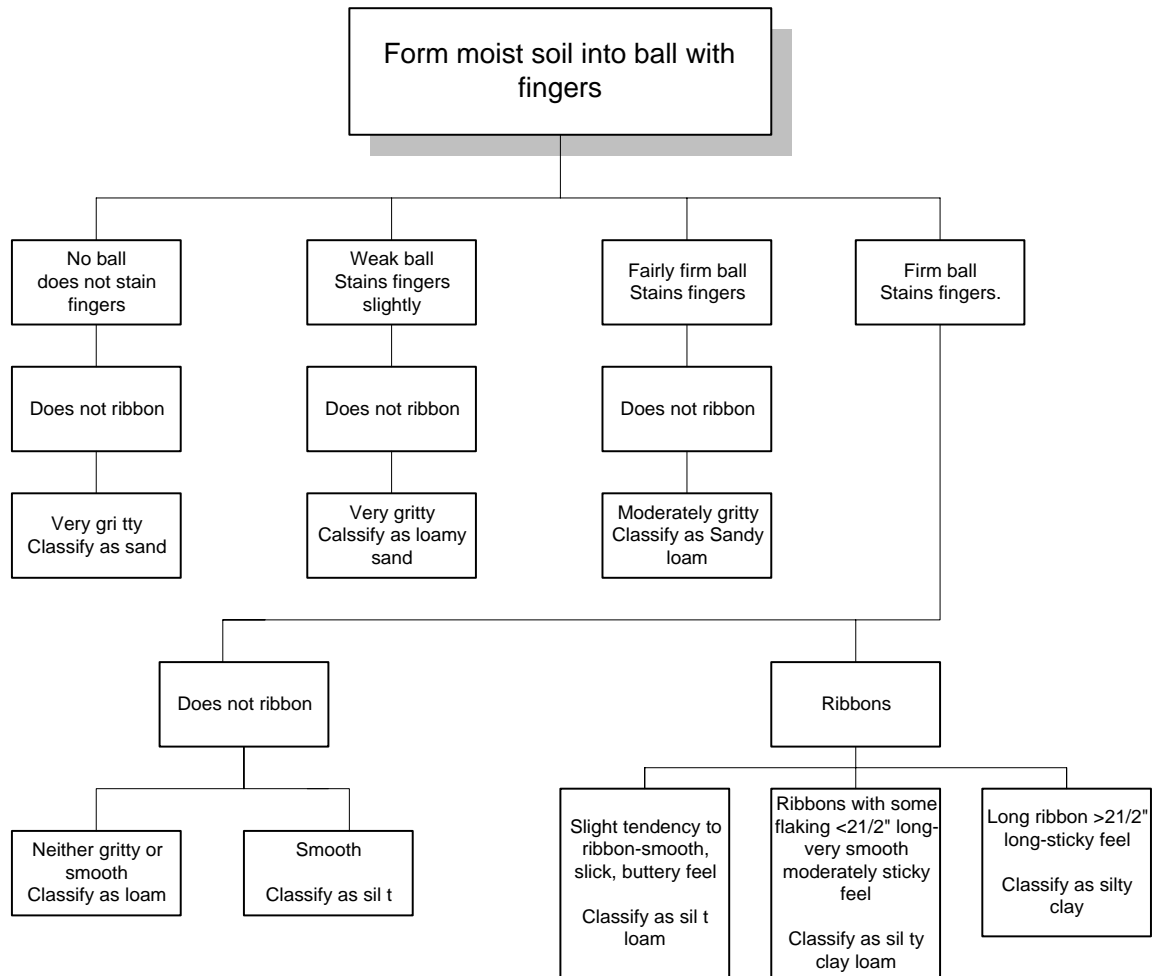 Form moist soil into ball with
fingers
No ball
does not stain
fingers
Weak ball
Stains fingers
slightly
Fairly firm ball
Stains fingers
Firm ball
Stains fingers.
Does not ribbon
Does not ribbon
Does not ribbon
Very gri tty
Classify as sand
Very gritty
Calssify as loamy
sand
Moderately gritty
Classify as Sandy
loam
Does not ribbon
Ribbons
Neither gritty or
smooth
Classify as loam
Smooth
Classify as sil t
Slight tendency to
ribbon-smooth,
slick, buttery feel
Classify as sil t
loam
Ribbons with some
flaking <21/2" long-
very smooth
moderately sticky
feel
Classify as sil ty
clay loam
Long ribbon >21/2"
long-sticky feel
Classify as silty
clay